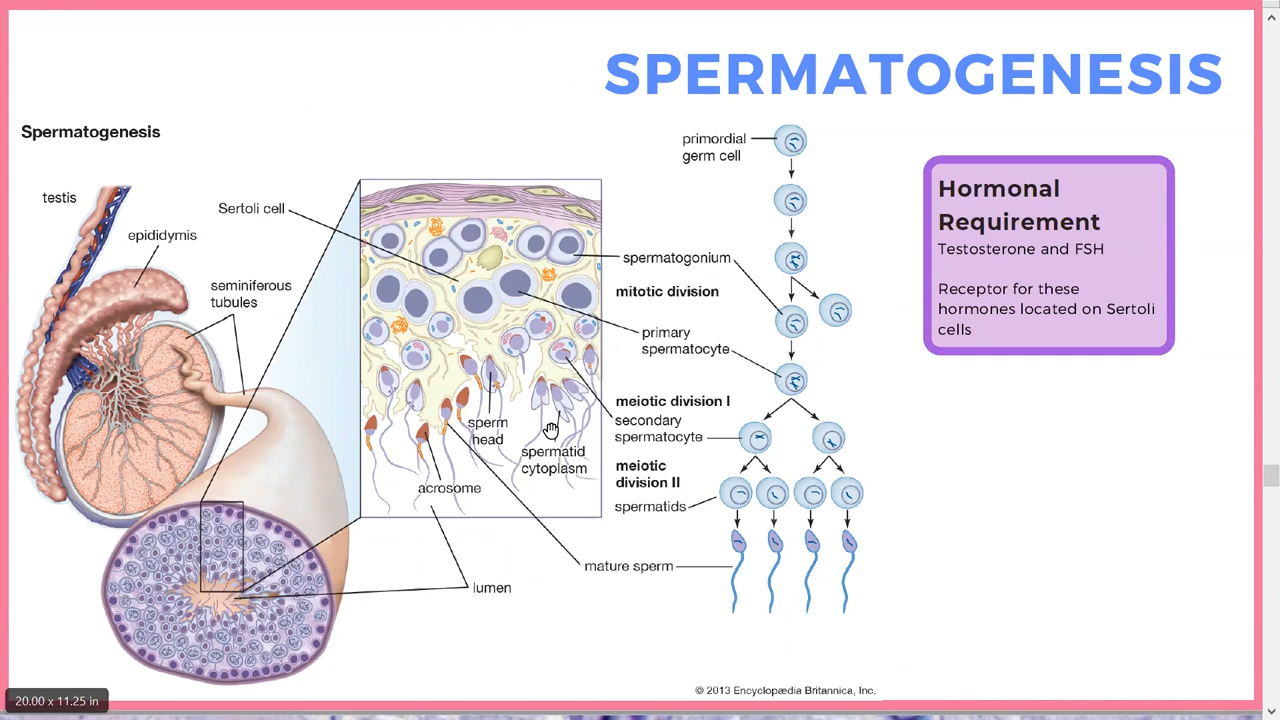 SPERMATOGENESIS
Spermatogenesis
testis
epididymis
seminiferous
tubules
Sertoli cell
sperm
head
spermatid
cytoplasm
acrosome
lumen
primordial
germ cell
spermatogonium
mitotic division
primary
spermatocyte
meiotic division I
secondary
spermatocyte
meiotic
division II
spermatids
mature sperm
Hormonal
Requirement
Testosterone and FSH
Receptor for these
hormones located on Sertoli
cells
© 2013 Encyclopædia Britannica, Inc.
20.00 x 11.25 in